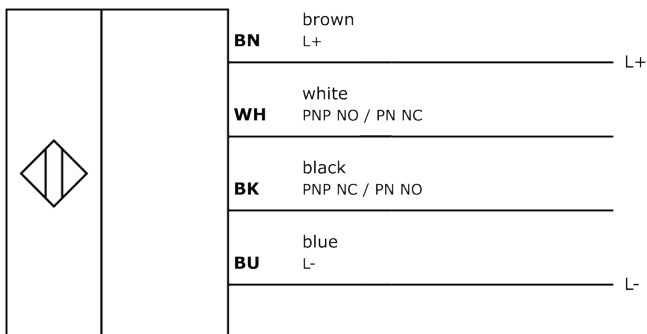 brown
BN L+
L+
white
WH PNP NO / PN NC
black
BK PNP NC / PN NO
blue
BU L-
L-